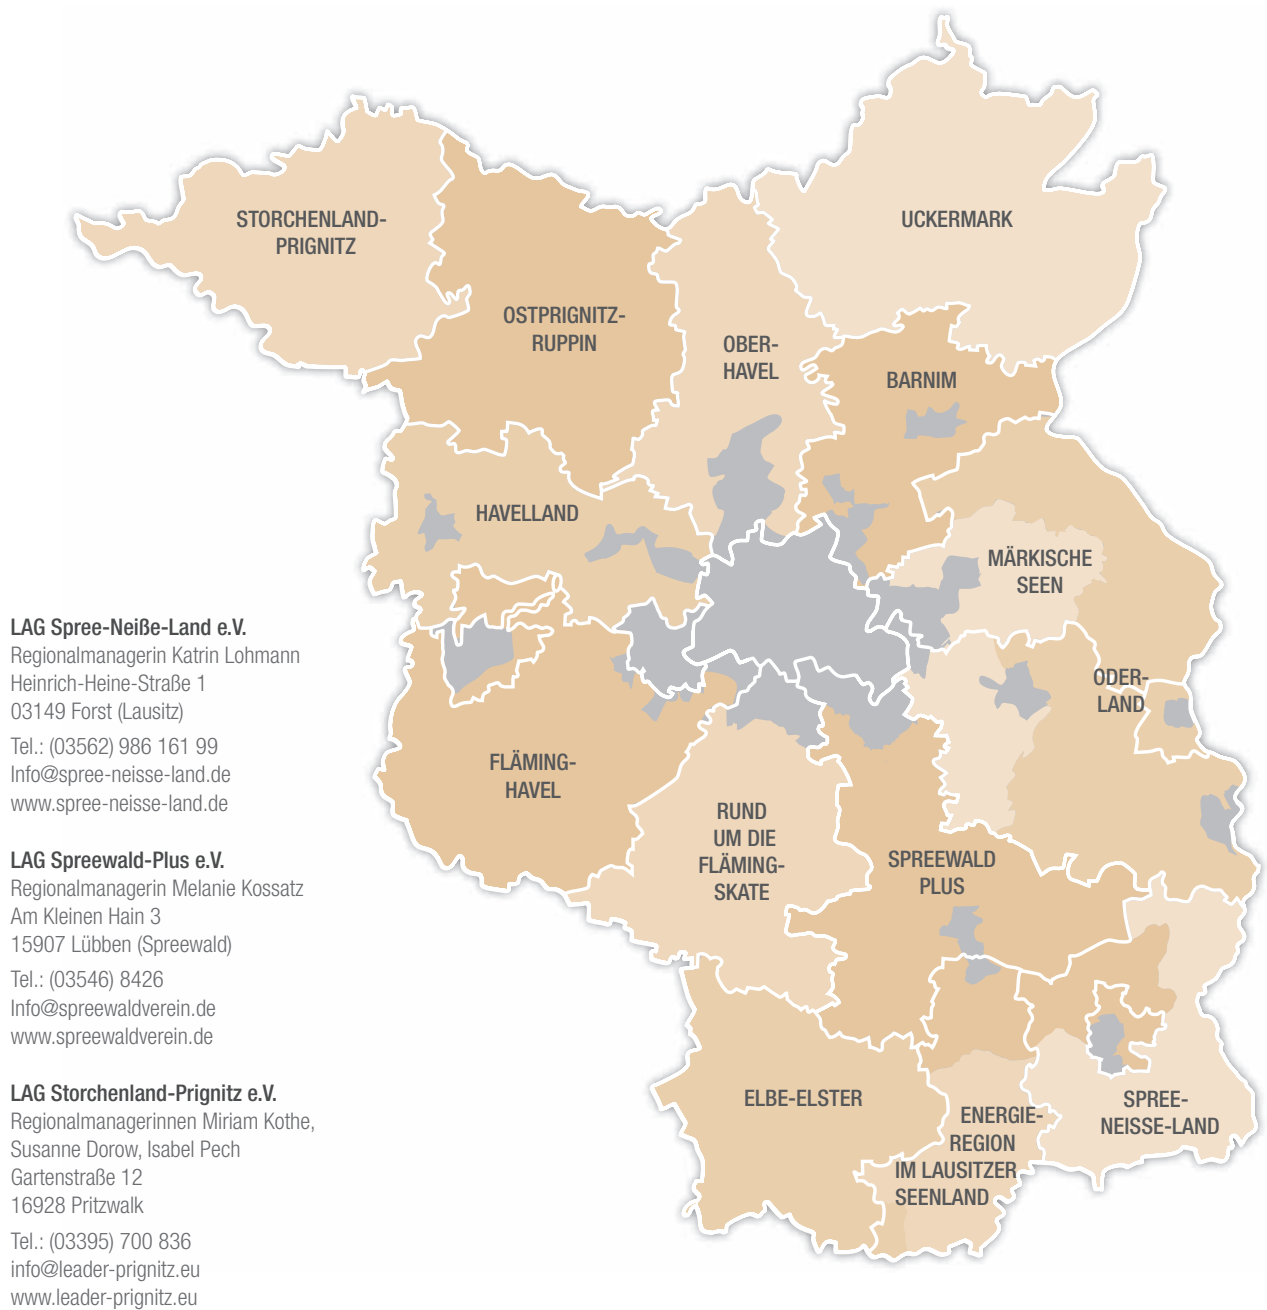 STORCHENLAND-
PRIGNITZ
UCKERMARK
OSTPRIGNITZ-
RUPPIN
OBER-
HAVEL
BARNIM
HAVELLAND
MÄRKISCHE
SEEN
ODER-
LAND
FLÄMING-
HAVEL
RUND
UM DIE
FLÄMING-
SKATE
SPREEWALD
PLUS
ELBE-ELSTER
ENERGIE-
REGION
IM LAUSITZER
SEENLAND
SPREE-
NEISSE-LAND
LAG Spree-Neiße-Land e.V.
Regionalmanagerin Katrin Lohmann
Heinrich-Heine-Straße 1
03149 Forst (Lausitz)
Tel.: (03562) 986 161 99
Info@spree-neisse-land.de
www.spree-neisse-land.de
LAG Spreewald-Plus e.V.
Regionalmanagerin Melanie Kossatz
Am Kleinen Hain 3
15907 Lübben (Spreewald)
Tel.: (03546) 8426
Info@spreewaldverein.de
www.spreewaldverein.de
LAG Storchenland-Prignitz e.V.
Regionalmanagerinnen Miriam Kothe,
Susanne Dorow, Isabel Pech
Gartenstraße 12
16928 Pritzwalk
Tel.: (03395) 700 836
info@leader-prignitz.eu
www.leader-prignitz.eu